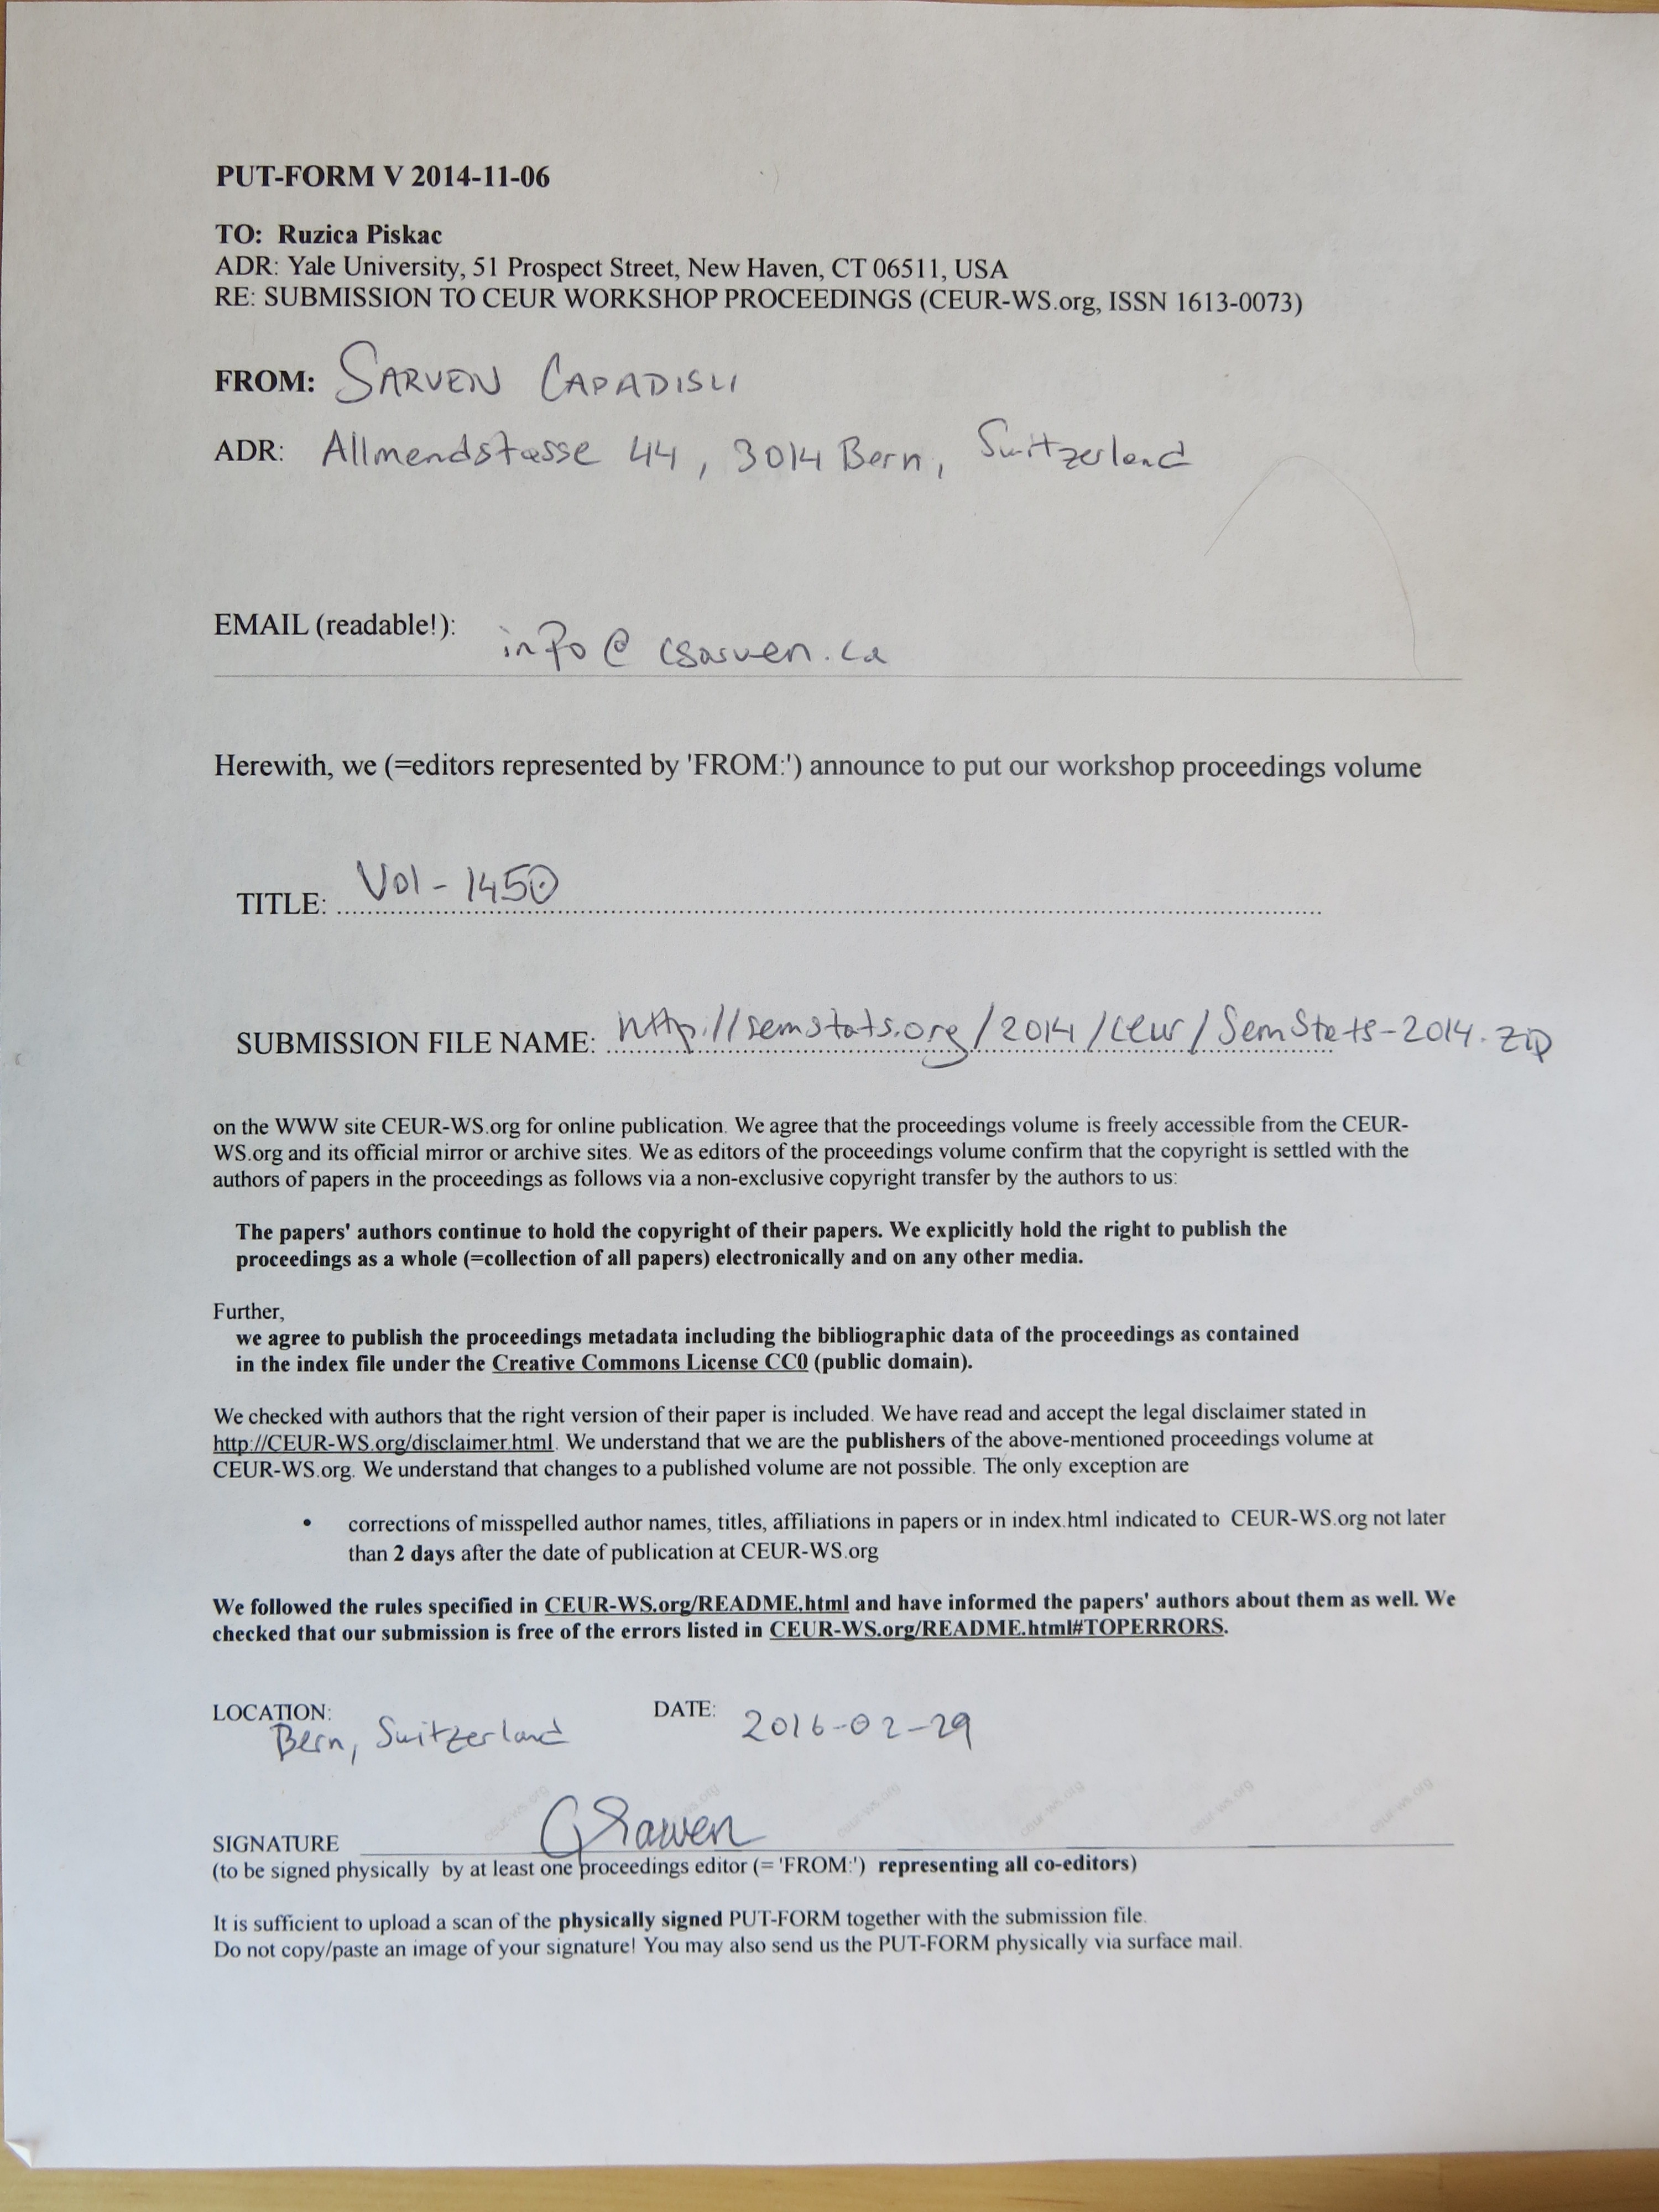 PUT-FORM V 2014-11-06
TO: Ruzica Piskac
ADR: Yale University, 51 Prospect Street, New Haven, CT 06511, USA
RE: SUBMISSION TO CEUR WORKSHOP PROCEEDINGS (CEUR-WS.org, ISSN 1613-0073)
FROM: SARVEN CAPADISLI
ADR: Allmendstasse 44, 3014 Bern, Switzerland
EMAIL (readable!): info@csarven.ca
Herewith, we (=editors represented by 'FROM:') announce to put our workshop proceedings volume
TITLE: Vol-1450
SUBMISSION FILE NAME: http://semstats.org/2014/ceur/SemStats-2014.zip
on the WWW site CEUR-WS.org for online publication. We agree that the proceedings volume is freely accessible from the CEUR-
WS.org and its official mirror or archive sites. We as editors of the proceedings volume confirm that the copyright is settled with the
authors of papers in the proceedings as follows via a non-exclusive copyright transfer by the authors to us:
The papers' authors continue to hold the copyright of their papers. We explicitly hold the right to publish the
proceedings as a whole (=collection of all papers) electronically and on any other media.
Further,
we agree to publish the proceedings metadata including the bibliographic data of the proceedings as contained
in the index file under the Creative Commons License CC0 (public domain).
We checked with authors that the right version of their paper is included. We have read and accept the legal disclaimer stated in
http://CEUR-WS.org/disclaimer.html. We understand that we are the publishers of the above-mentioned proceedings volume at
CEUR-WS.org. We understand that changes to a published volume are not possible. The only exception are
• corrections of misspelled author names, titles, affiliations in papers or in index.html indicated to CEUR-WS.org not later
than 2 days after the date of publication at CEUR-WS.org
We followed the rules specified in CEUR-WS.org/README.html and have informed the papers' authors about them as well. We
checked that our submission is free of the errors listed in CEUR-WS.org/README.html#TOPERRORS.
LOCATION: Bern, Switzerland DATE: 2016-02-29
ceur-ws.org ceur-ws.org ceur-ws.org ceur-ws.org ceur-ws.org ceur-ws.org
SIGNATURE CSarven
(to be signed physically by at least one proceedings editor (='FROM:') representing all co-editors)
It is sufficient to upload a scan of the physically signed PUT-FORM together with the submission file.
Do not copy/paste an image of your signature! You may also send us the PUT-FORM physically via surface mail.